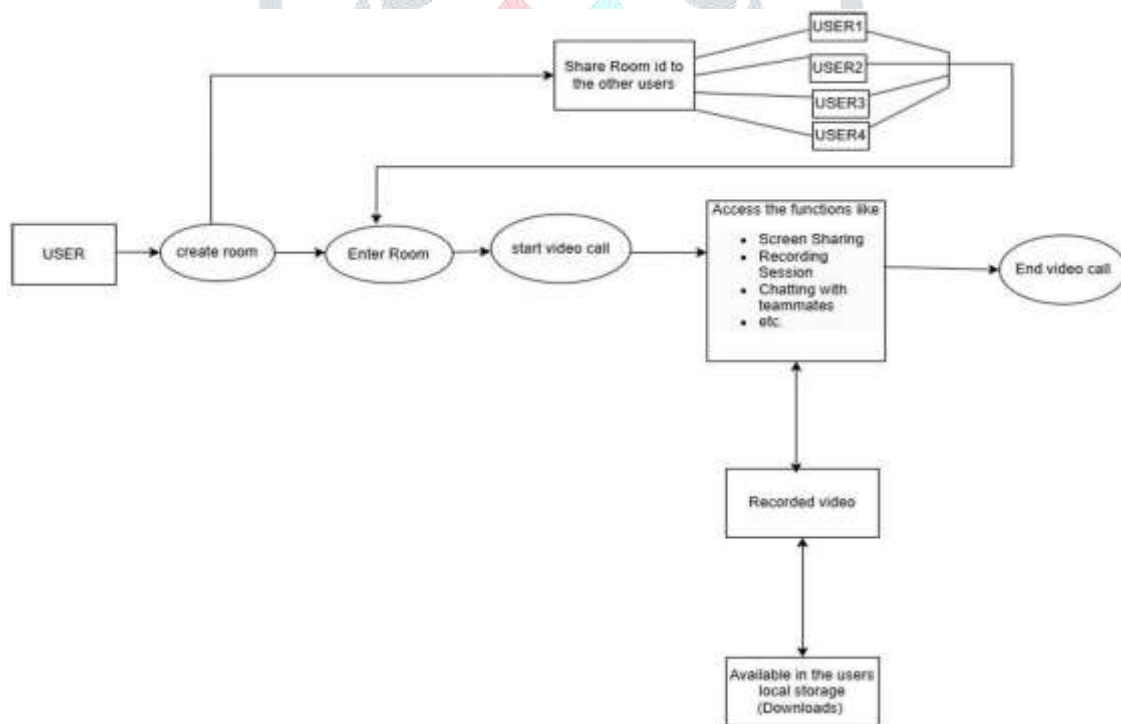 USER1
Share Room id to
the other users
USER2
USER3
USER4
USER
create room
Enter Room
start video call
Access the functions like
• Screen Sharing
• Recording
Session
• Chatting with
teammates
• etc.
End video call
Recorded video
Available in the users
local storage
(Downloads)